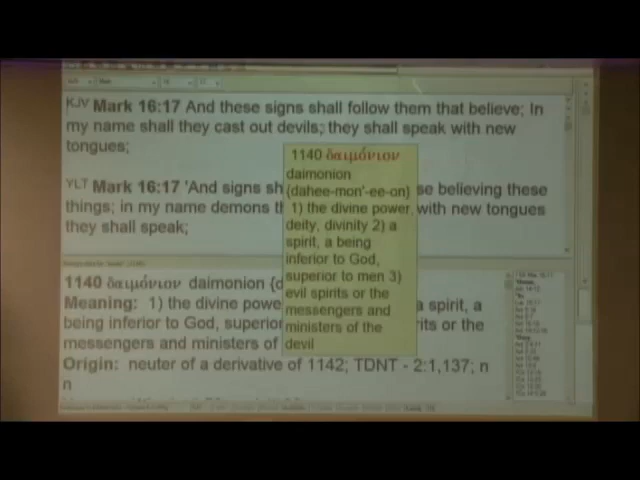 KJV Mark 16:17 And these signs shall follow them that believe; In
my name shall they cast out devils; they shall speak with new
tongues;
YLT Mark 16:17 'And signs sh
se believing these
things; in my name demons th
with new tongues
they shall speak;
1140 δαιμόνιον
daimonion
(dahee-mon'-ee-on)
1) the divine power,
deity, divinity 2) a
spirit, a being
inferior to God,
superior to men 3)
evil spirits or the
messengers and
ministers of the
devil
1140 δαιμόνιον daimonion {d
Meaning: 1) the divine powe
a spirit, a
being inferior to God, superior
rits or the
messengers and ministers of
Origin: neuter of a derivative of 1142; TDNT - 2:1,137; n
n